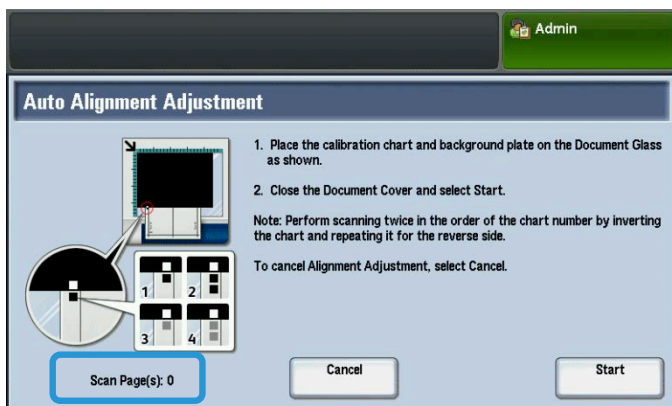 Admin
Auto Alignment Adjustment
1. Place the calibration chart and background plate on the Document Glass
as shown.
2. Close the Document Cover and select Start.
Note: Perform scanning twice in the order of the chart number by inverting
the chart and repeating it for the reverse side.
To cancel Alignment Adjustment, select Cancel.
1
2
3
4
Scan Page(s): 0
Cancel
Start